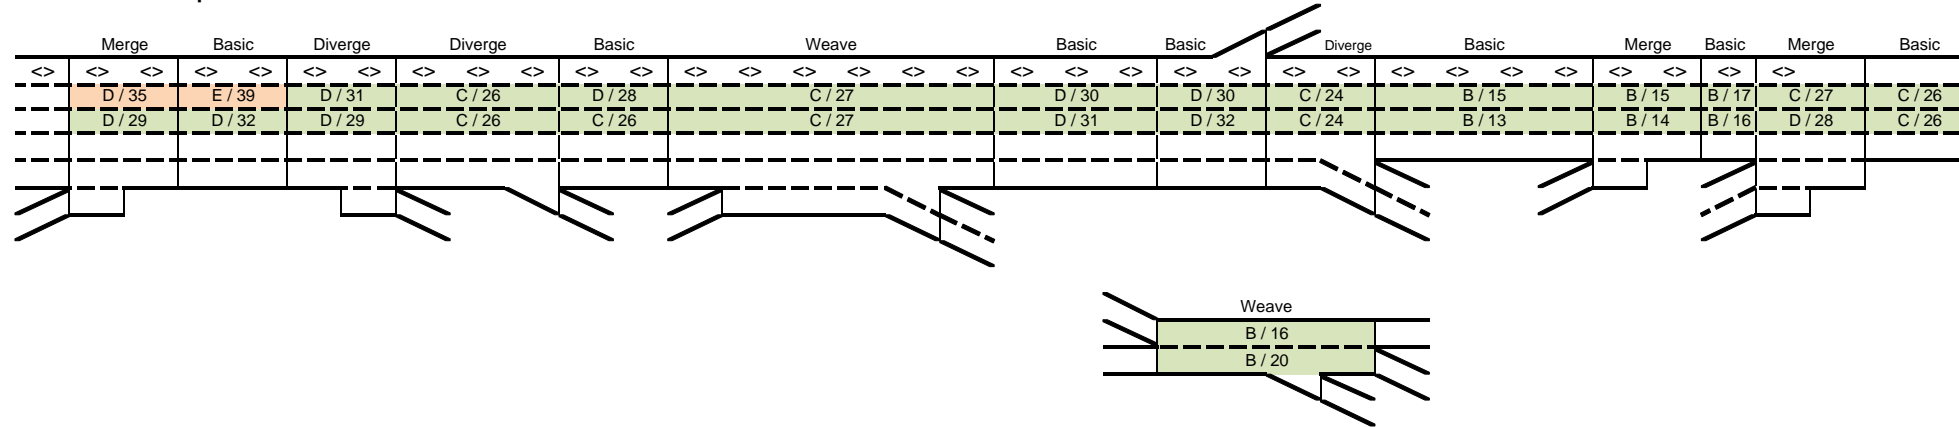 Merge Basic Diverge Diverge Basic Weave Basic Basic Diverge Basic Merge Basic Merge Basic
<> <> <> <> <> <> <> <> <> <> <> <> <> <> <> <> <> <> <> <> <> <> <> <> <> <> <> <> <> <> <> <> <>
D / 35 E / 39 D / 31 C / 26 D / 28 C / 27 D / 30 D / 30 C / 24 B / 15 B / 15 B / 17 C / 27 C / 26
D / 29 D / 32 D / 29 C / 26 C / 26 C / 27 D / 31 D / 32 C / 24 B / 13 B / 14 B / 16 D / 28 C / 26
Weave
B / 16
B / 20